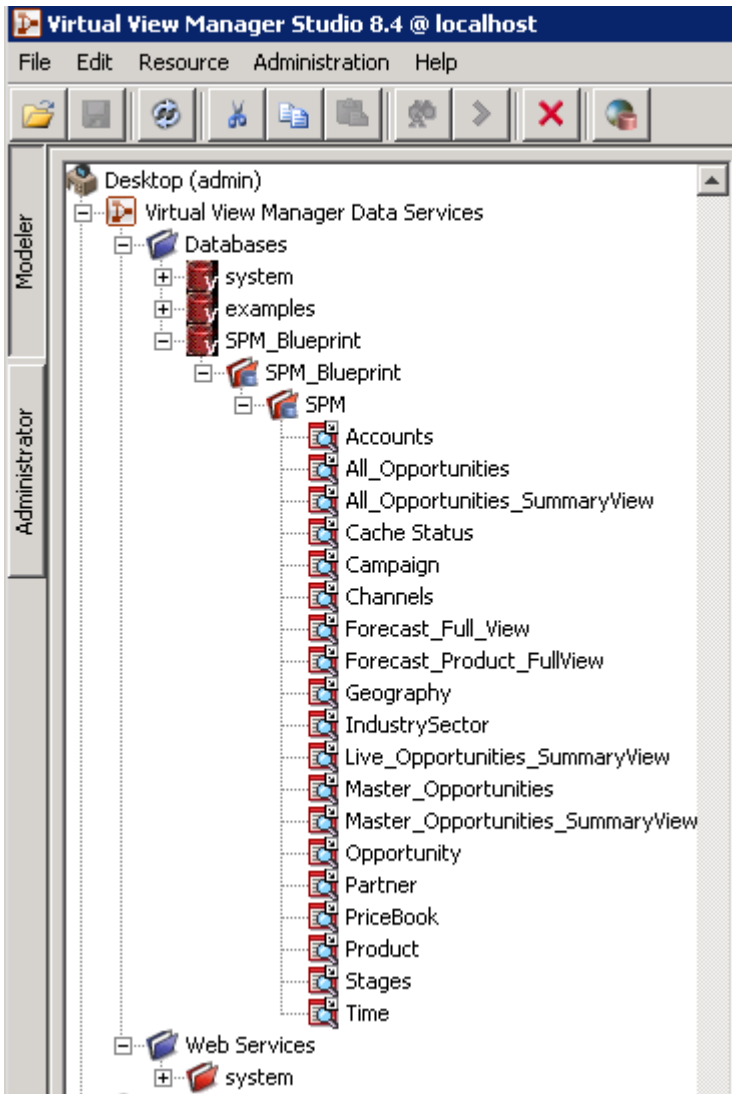 Virtual View Manager Studio 8.4 @ localhost
File Edit Resource Administration Help
Modeler
Administrator
Desktop (admin)
Virtual View Manager Data Services
Databases
system
examples
SPM_Blueprint
SPM_Blueprint
SPM
Accounts
All_Opportunities
All_Opportunities_SummaryView
Cache Status
Campaign
Channels
Forecast_Full_View
Forecast_Product_FullView
Geography
IndustrySector
Live_Opportunities_SummaryView
Master_Opportunities
Master_Opportunities_SummaryView
Opportunity
Partner
PriceBook
Product
Stages
Time
Web Services
system